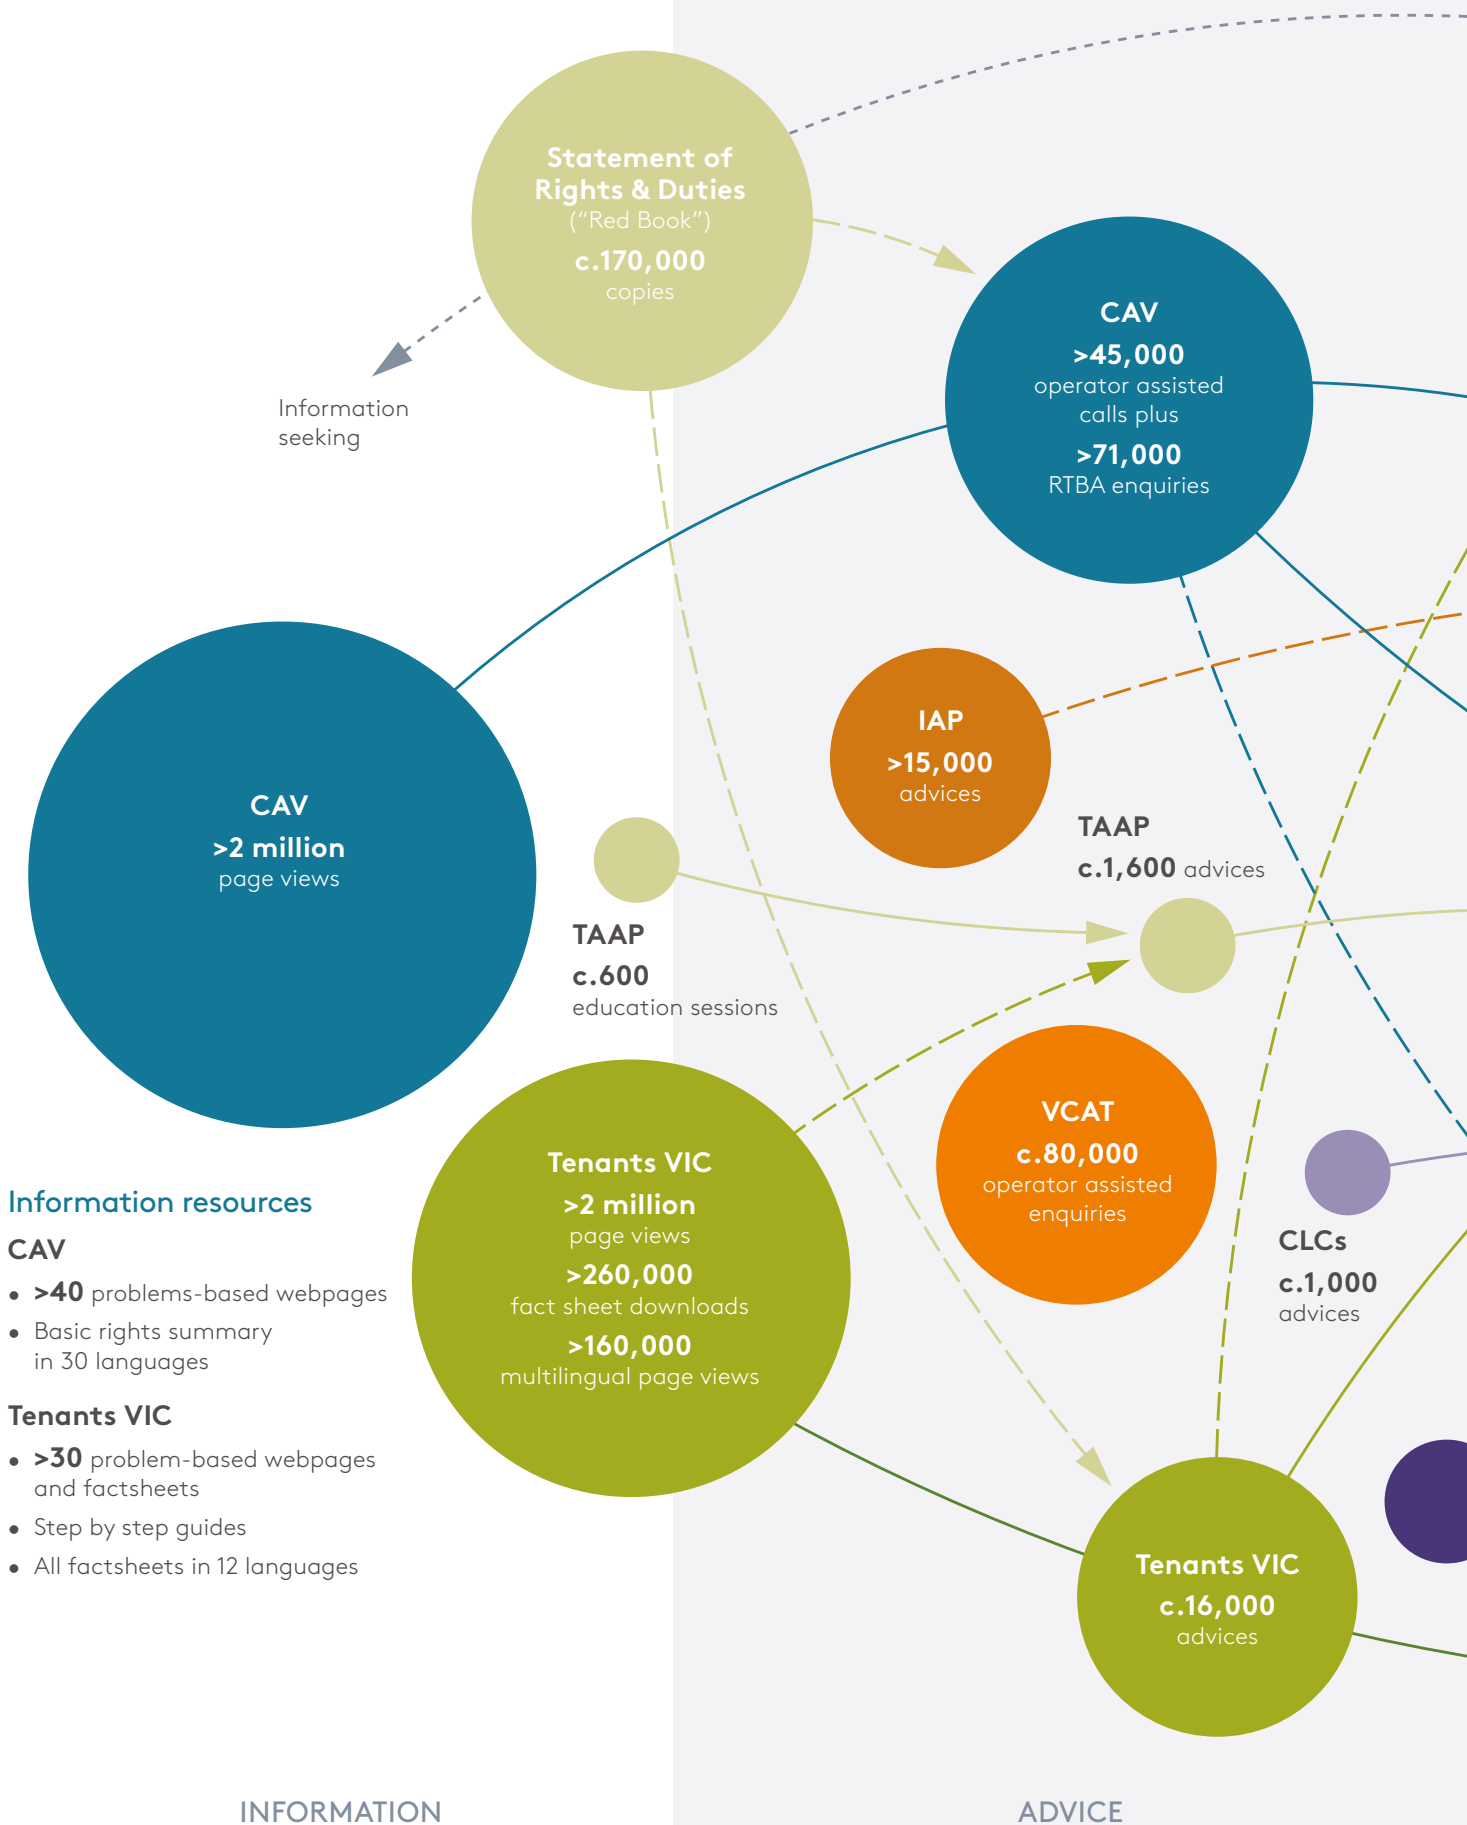 Statement of
Rights & Duties
(“Red Book”)
c.170,000
copies
Information
seeking
CAV
>45,000
operator assisted
calls plus
>71,000
RTBA enquiries
CAV
>2 million
page views
IAP
>15,000
advices
TAAP
c.1,600 advices
TAAP
c.600
education sessions
VCAT
c.80,000
operator assisted
enquiries
Tenants VIC
>2 million
page views
>260,000
fact sheet downloads
>160,000
multilingual page views
CLCs
c.1,000
advices
Information resources
CAV
• >40 problems-based webpages
• Basic rights summary
in 30 languages
Tenants VIC
• >30 problem-based webpages
and factsheets
• Step by step guides
• All factsheets in 12 languages
Tenants VIC
c.16,000
advices
INFORMATION
ADVICE